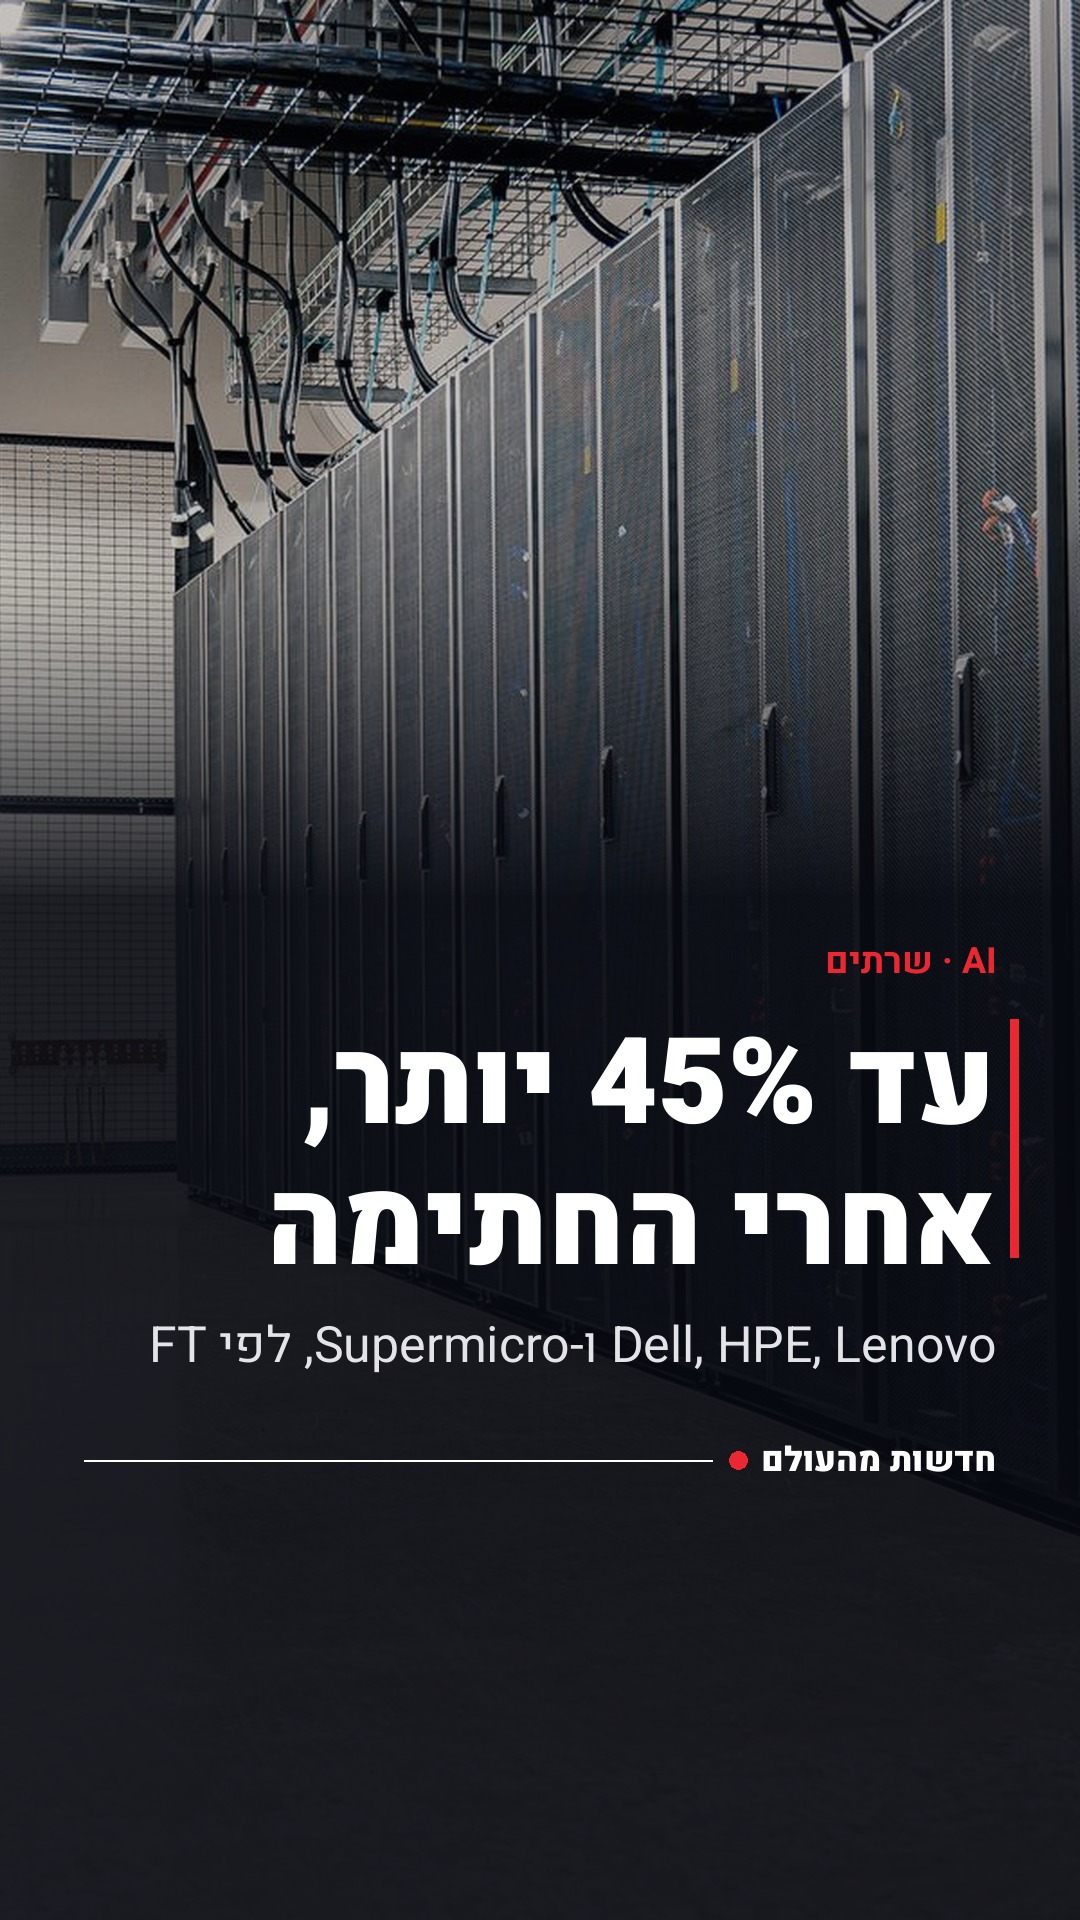 AI · שרתים
עד 45% יותר,
אחרי החתימה
Dell, HPE, Lenovo ו-Supermicro, לפי FT
חדשות מהעולם